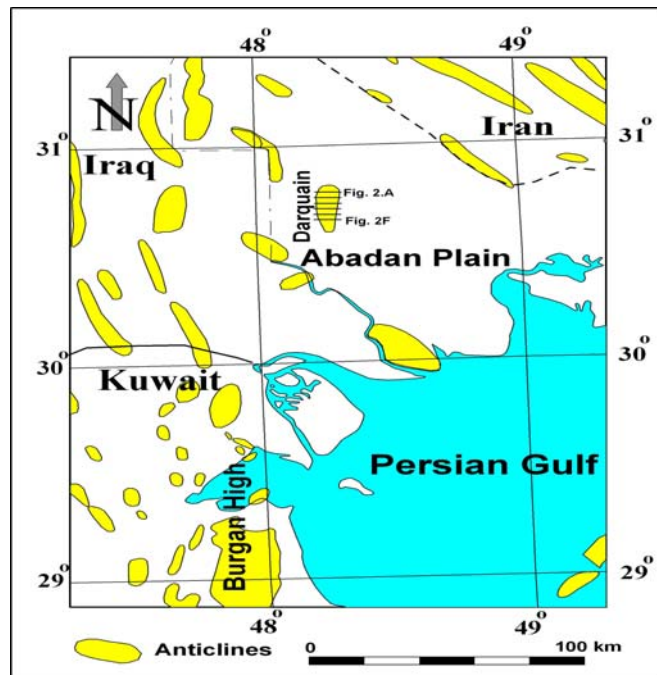 48°
49°
N
31°
31°
Iran
Iraq
Fig. 2.A
Darquain
Fig. 2F
Abadan Plain
30°
30°
Kuwait
Persian Gulf
Burgan High
29°
29°
48°
49°
Anticlines
0
100 km